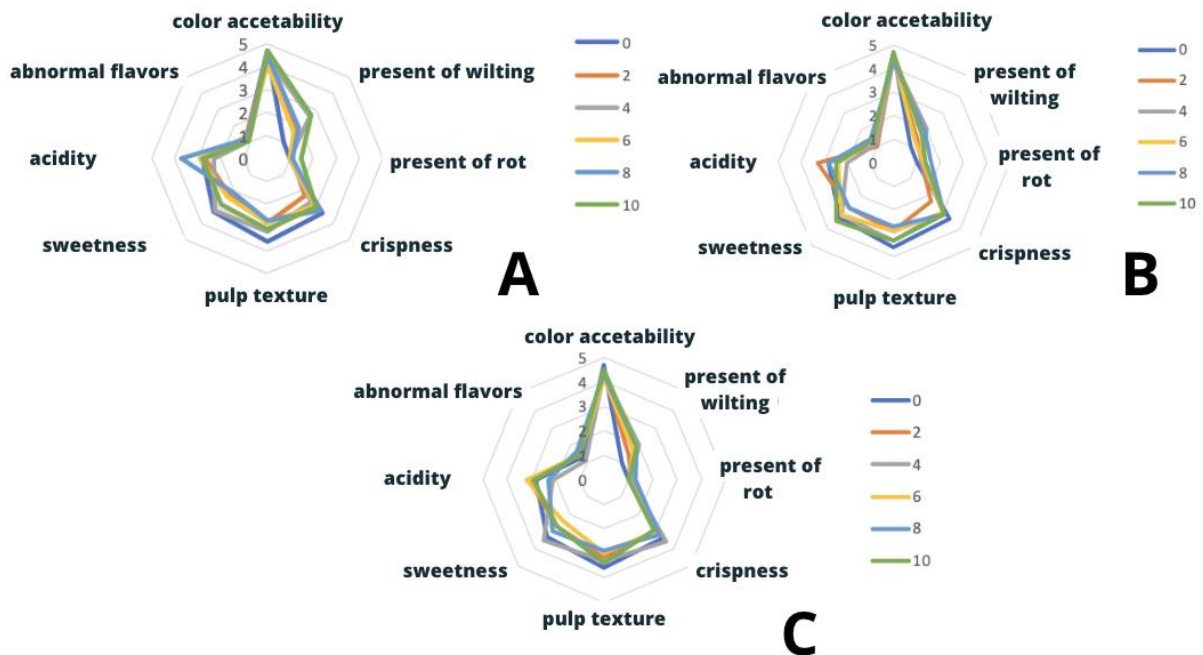 color accetability
5
4
3
2
1
0
abnormal flavors
present of wilting
acidity
present of rot
sweetness
crispness
pulp texture
0
2
4
6
8
10
A
color accetability
5
4
3
2
1
0
abnormal flavors
present of
wilting
acidity
present of
rot
sweetness
crispness
pulp texture
0
2
4
6
8
10
B
color accetability
5
4
3
2
1
0
abnormal flavors
present of
wilting
acidity
present of
rot
sweetness
crispness
pulp texture
0
2
4
6
8
10
C